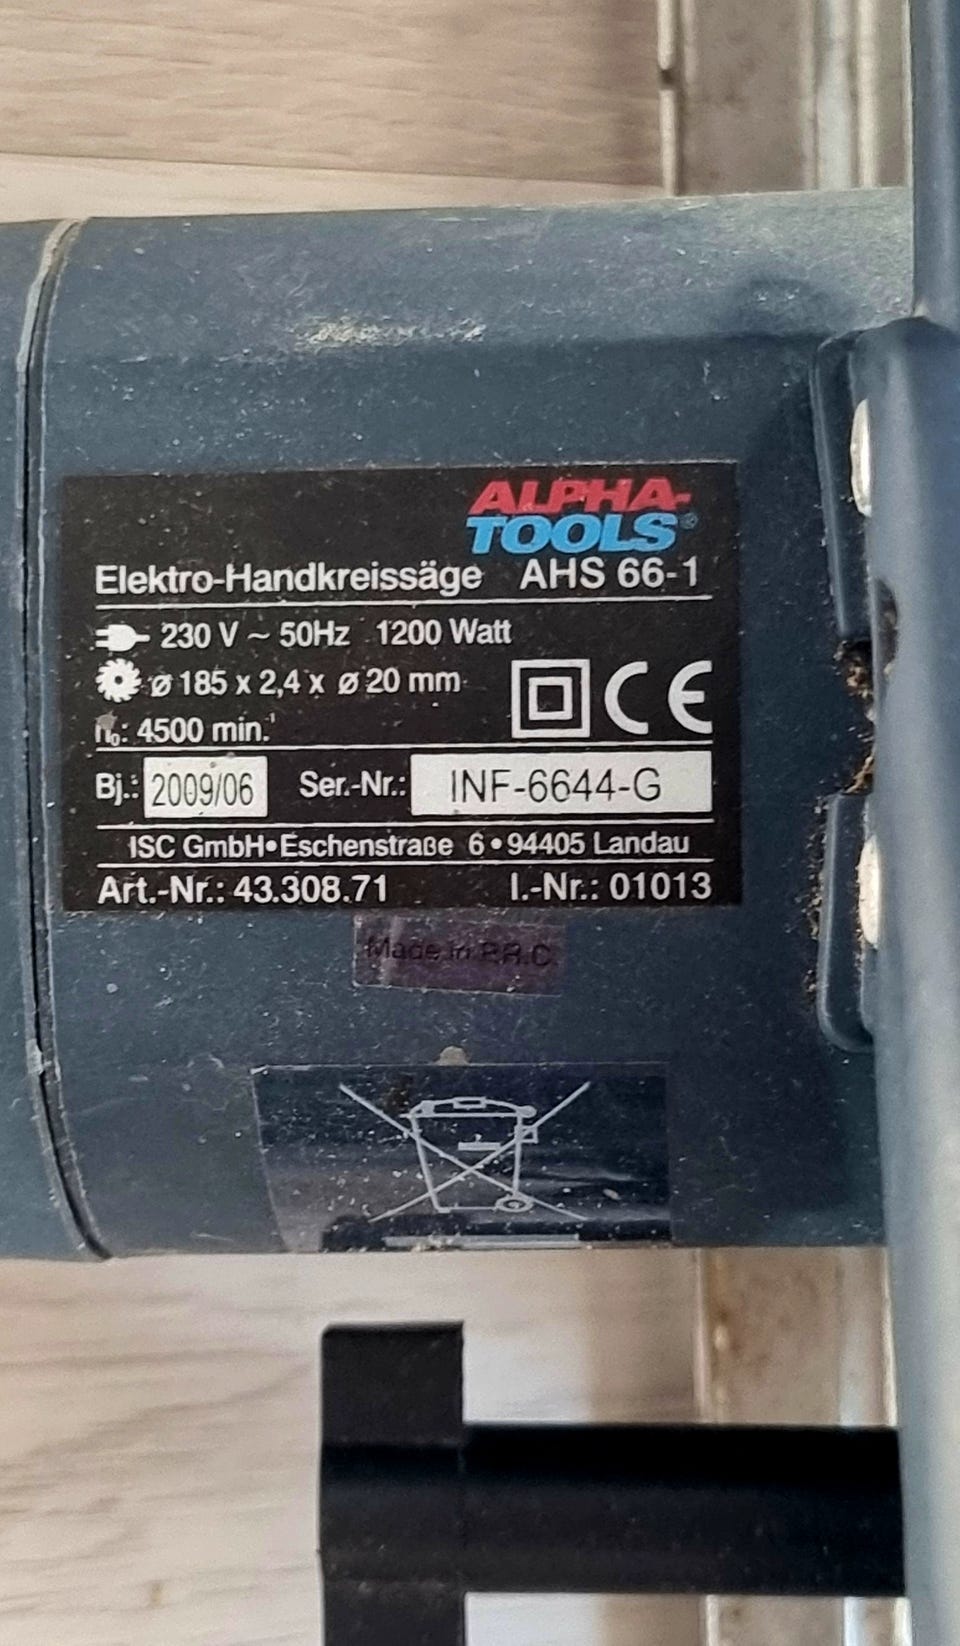 ALPHA-
TOOLS®
Elektro-Handkreissäge AHS 66-1
230 V ~ 50Hz 1200 Watt
ø 185 x 2,4 x ø 20 mm
n₀: 4500 min.⁻¹
CE
Bj.: 2009/06 Ser.-Nr.: INF-6644-G
ISC GmbH•Eschenstraße 6•94405 Landau
Art.-Nr.: 43.308.71 I.-Nr.: 01013
Made in P.R.C